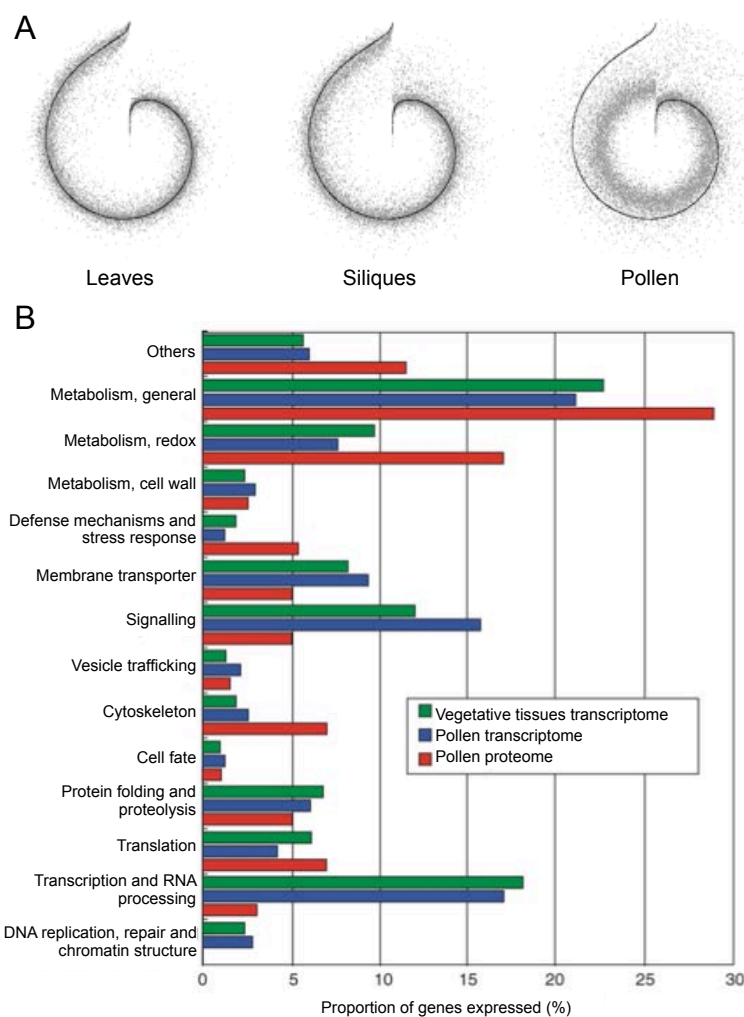 A
Leaves
Siliques
Pollen
B
Others
Metabolism, general
Metabolism, redox
Metabolism, cell wall
Defense mechanisms and
stress response
Membrane transporter
Signalling
Vesicle trafficking
Cytoskeleton
Cell fate
Protein folding and
proteolysis
Translation
Transcription and RNA
processing
DNA replication, repair and
chromatin structure
Vegetative tissues transcriptome
Pollen transcriptome
Pollen proteome
0 5 10 15 20 25 30
Proportion of genes expressed (%)